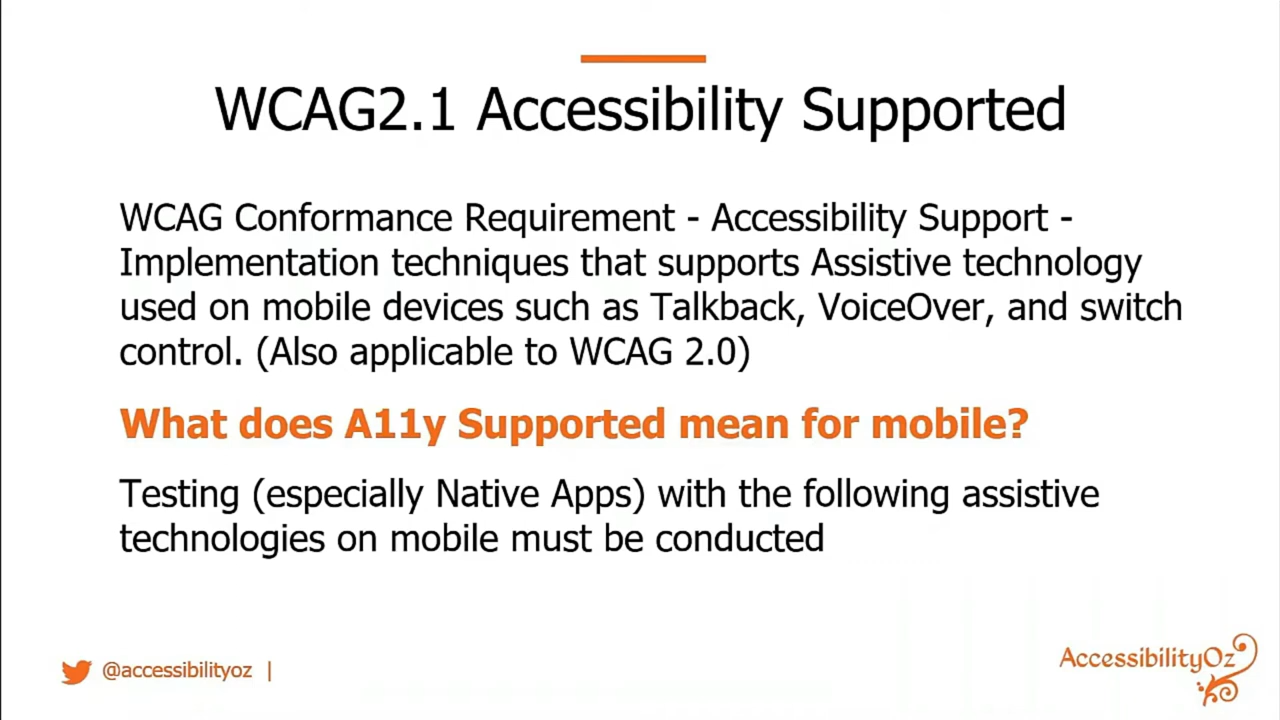 WCAG2.1 Accessibility Supported
WCAG Conformance Requirement - Accessibility Support -
Implementation techniques that supports Assistive technology
used on mobile devices such as Talkback, VoiceOver, and switch
control. (Also applicable to WCAG 2.0)
What does A11y Supported mean for mobile?
Testing (especially Native Apps) with the following assistive
technologies on mobile must be conducted
@accessibilityoz |
AccessibilityOz